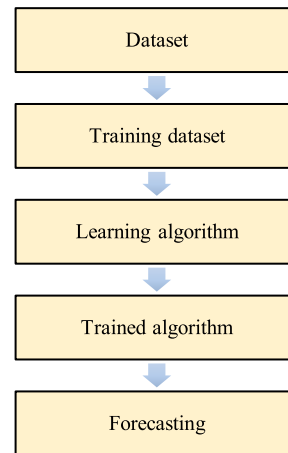 Dataset
Training dataset
Learning algorithm
Trained algorithm
Forecasting